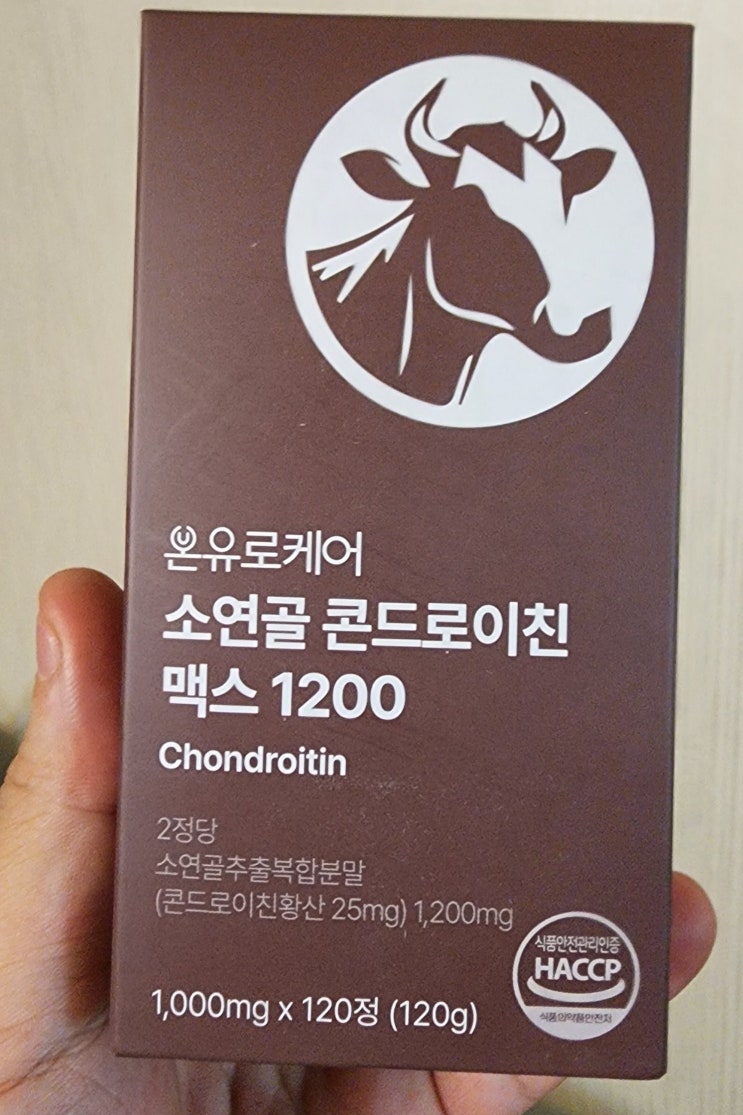 온유로케어
소연골 콘드로이친
맥스 1200
Chondroitin
2정당
소연골추출복합분말
(콘드로이친황산 25mg) 1,200mg
식품안전관리인증
HACCP
식품의약품안전처
1,000mg x 120정 (120g)